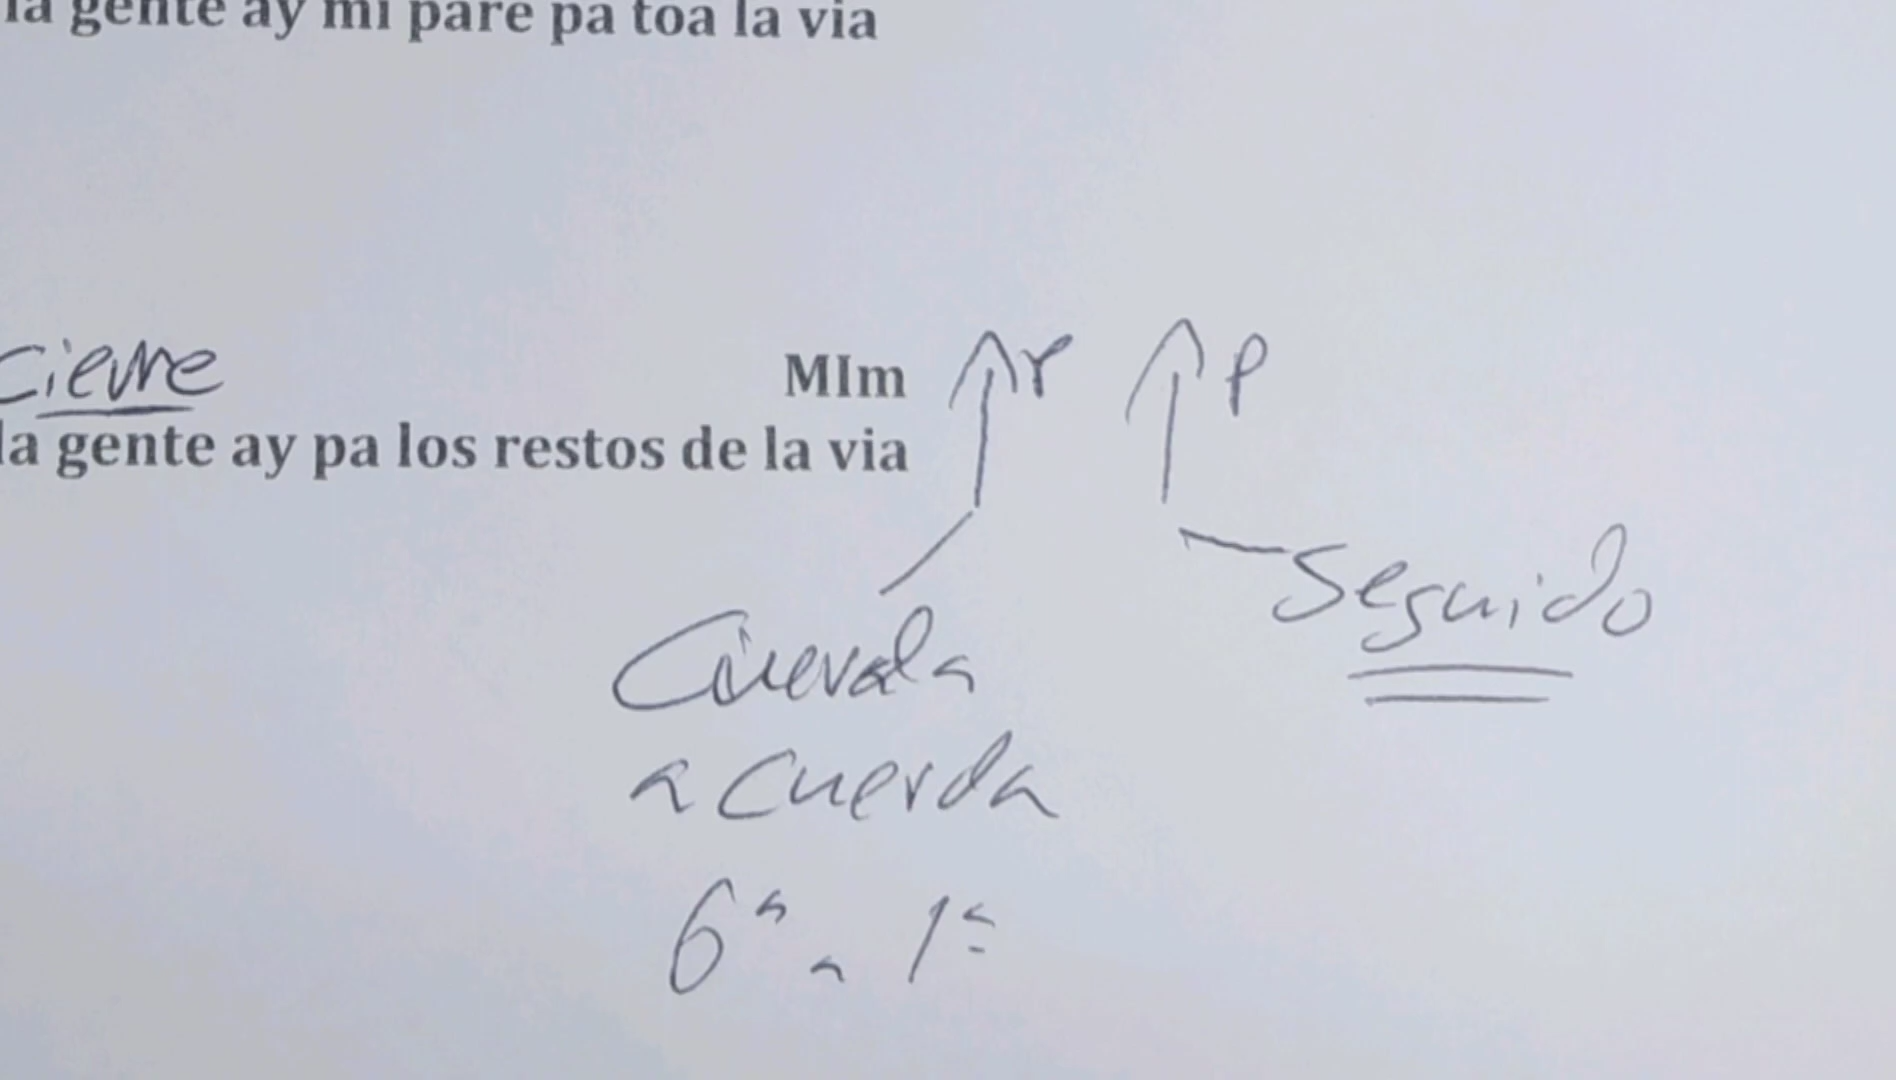 la gente ay mi pare pa toa la via
cierre MIm r p
la gente ay pa los restos de la via
seguido
Cuerda
a cuerda
6ª a 1ª